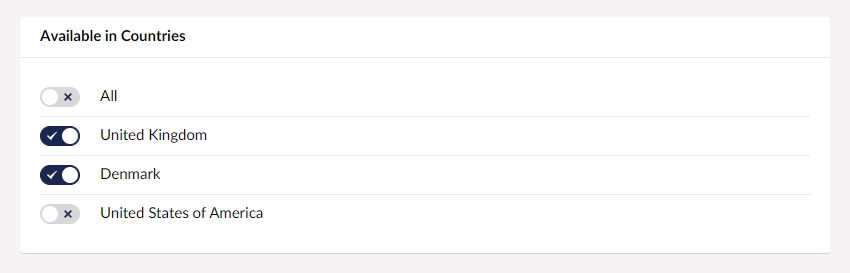 Available in Countries
All
United Kingdom
Denmark
United States of America